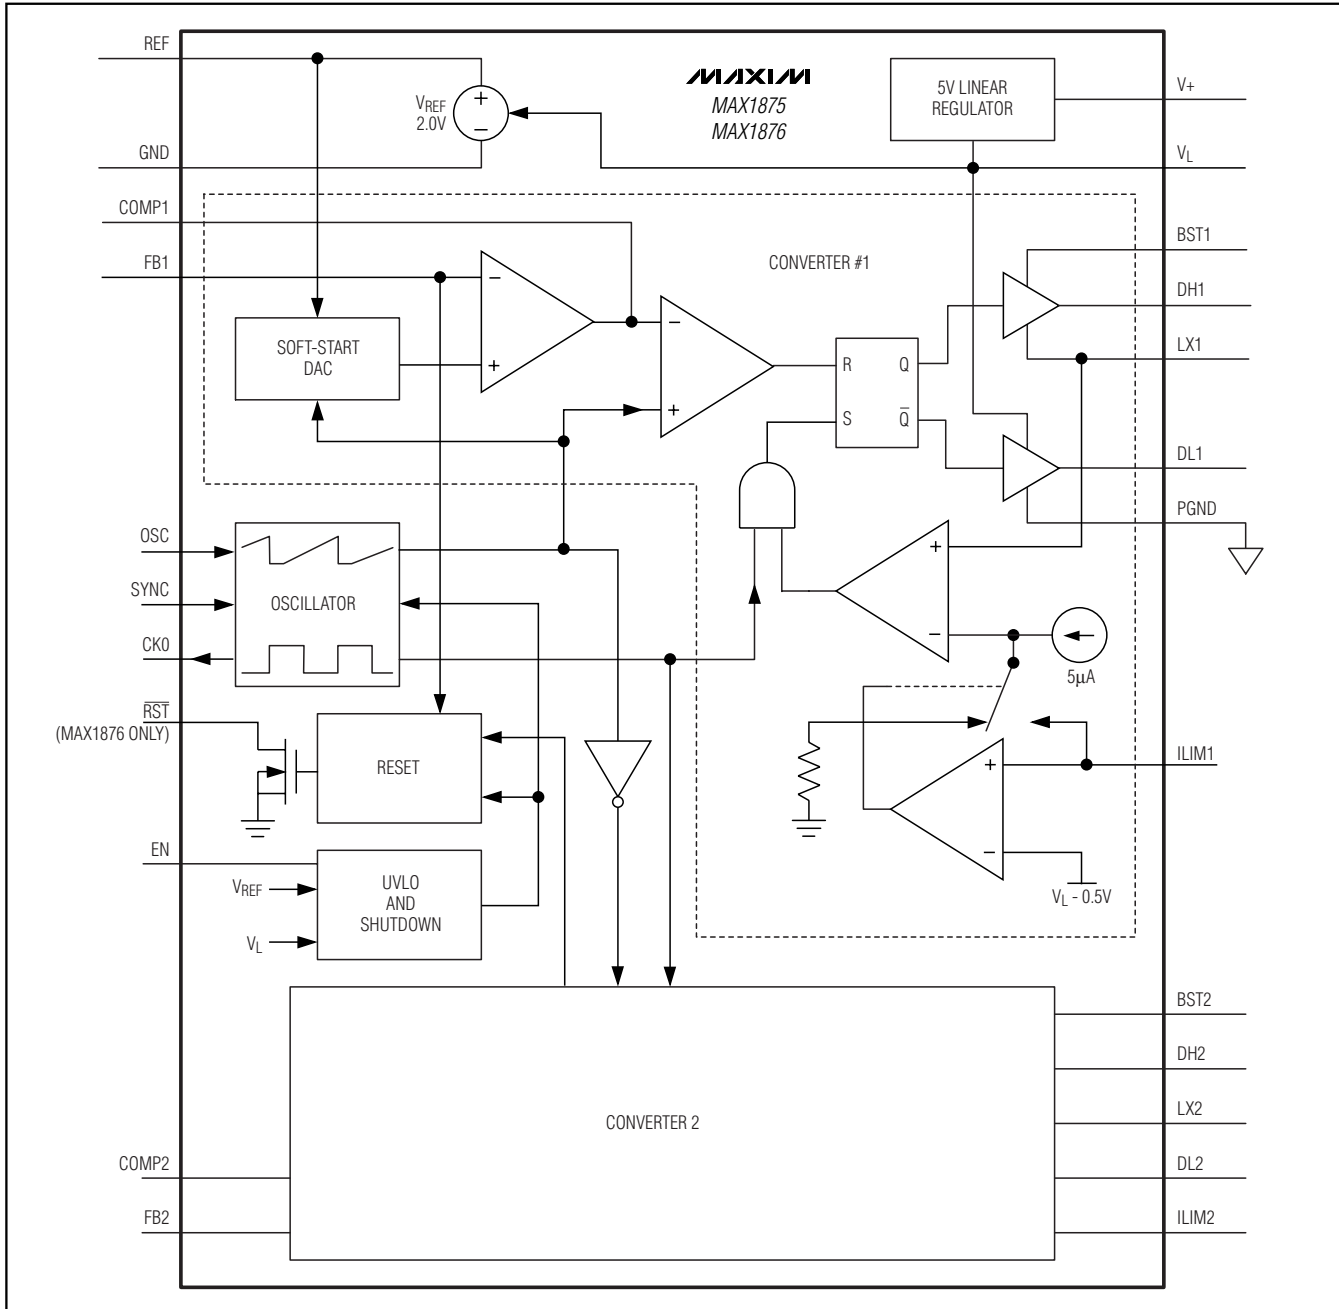 REF
GND
COMP1
FB1
OSC
SYNC
CK0
RST
(MAX1876 ONLY)
EN
VREF
VL
COMP2
FB2
VREF
2.0V
+
−
MAXIM
MAX1875
MAX1876
5V LINEAR
REGULATOR
CONVERTER #1
SOFT-START
DAC
−
+
−
+
R
Q
S
Q̅
OSCILLATOR
RESET
UVLO
AND
SHUTDOWN
+
−
5µA
+
−
VL - 0.5V
CONVERTER 2
V+
VL
BST1
DH1
LX1
DL1
PGND
ILIM1
BST2
DH2
LX2
DL2
ILIM2